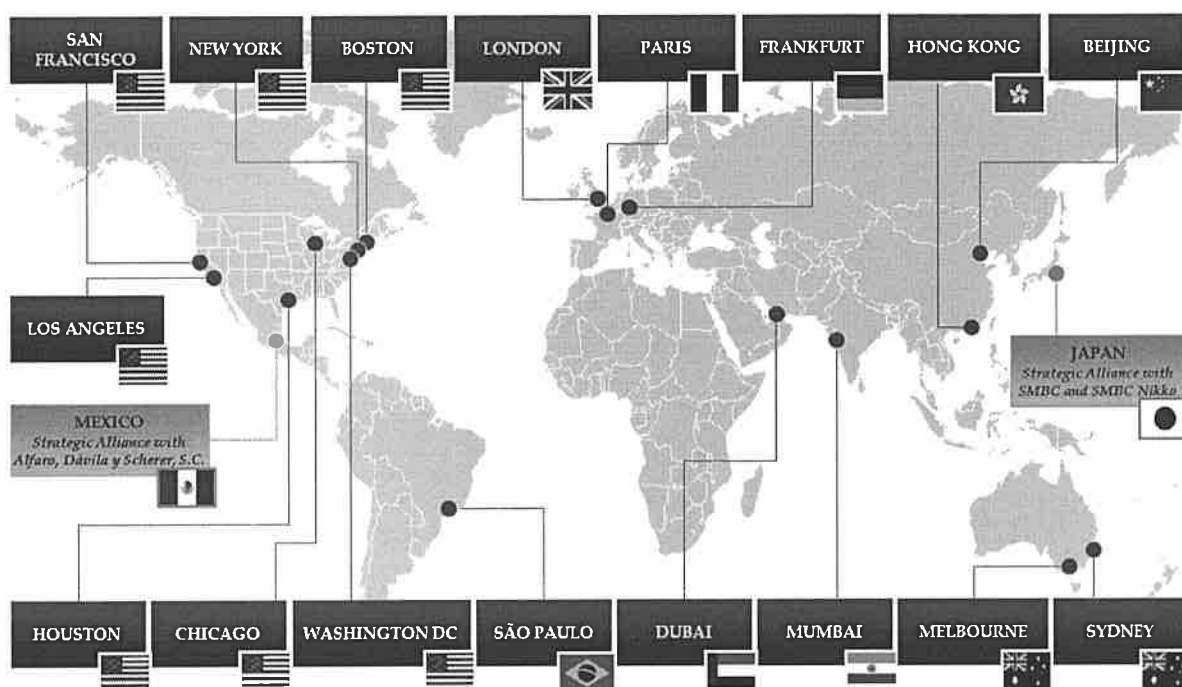 SAN
FRANCISCO
NEW YORK
BOSTON
LONDON
PARIS
FRANKFURT
HONG KONG
BEIJING
LOS ANGELES
JAPAN
Strategic Alliance with
SMBC and SMBC Nikko
MEXICO
Strategic Alliance with
Alfaro, Dávila y Scherer, S.C.
HOUSTON
CHICAGO
WASHINGTON DC
SÃO PAULO
DUBAI
MUMBAI
MELBOURNE
SYDNEY